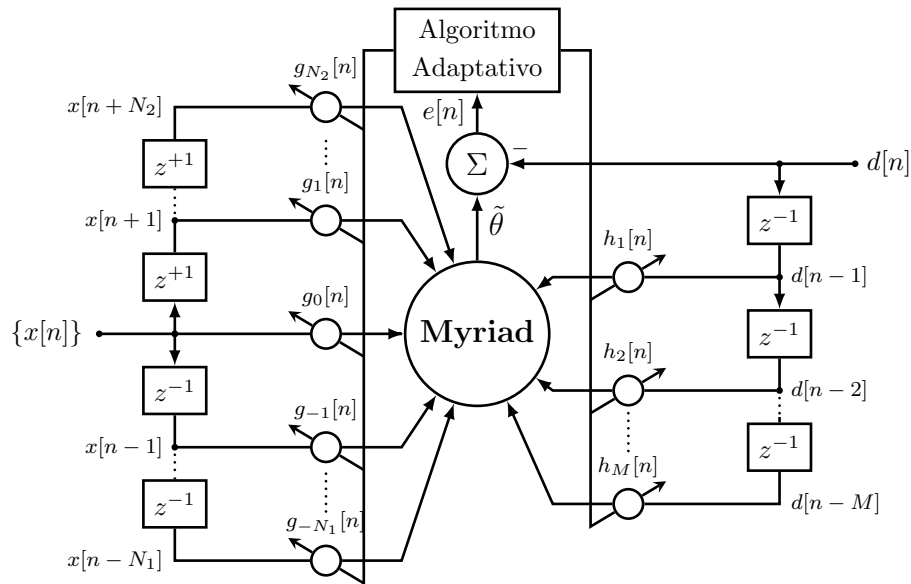 Algoritmo
Adaptativo
g_{N_2}[n]
x[n + N_2]
e[n]
z^{+1}
Σ
−
d[n]
g_1[n]
x[n + 1]
θ̃
z^{-1}
h_1[n]
z^{+1}
d[n − 1]
g_0[n]
{x[n]}
Myriad
z^{-1}
h_2[n]
z^{-1}
d[n − 2]
g_{-1}[n]
x[n − 1]
z^{-1}
h_M[n]
z^{-1}
d[n − M]
g_{-N_1}[n]
x[n − N_1]